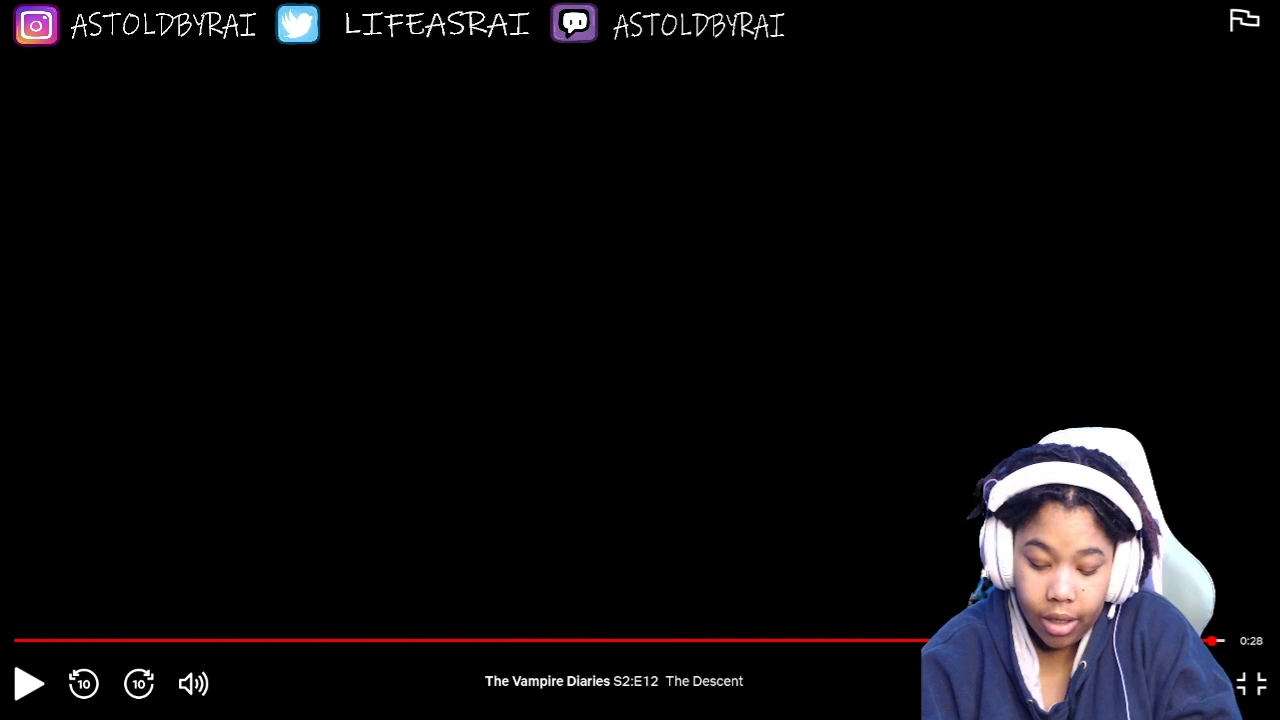 ASTOLDBYRAI LIFEASRAI ASTOLDBYRAI
0:28
10 10 The Vampire Diaries S2:E12 The Descent